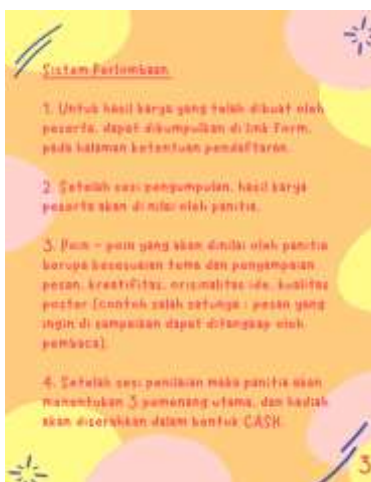 Sistem Perlombaan
1. Untuk hasil karya yang telah dibuat oleh
peserta, dapat dikumpulkan di link Form,
pada halaman ketentuan pendaftaran.
2. Setelah sesi pengumpulan, hasil karya
peserta akan di nilai oleh panitia.
3. Poin - poin yang akan dinilai oleh panitia
berupa kesesuaian tema dan penyampaian
pesan, kreatifitas, orisinalitas ide, kualitas
poster (contoh salah satunya : pesan yang
ingin di sampaikan dapat ditangkap oleh
pembaca).
4. Setelah sesi penilaian maka panitia akan
menentukan 3 pemenang utama, dan hadiah
akan diserahkan dalam bentuk CASH.
3